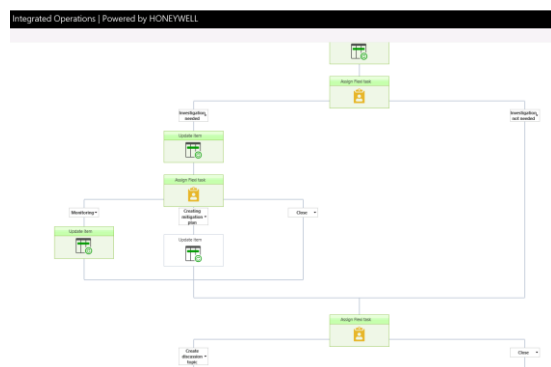 Integrated Operations | Powered by HONEYWELL
Assign Flexi task
Investigation
needed
Investigation
not needed
Update item
Assign Flexi task
Monitoring
Creating
mitigation
plan
Close
Update item
Update item
Assign Flexi task
Create
discussion
topic
Close